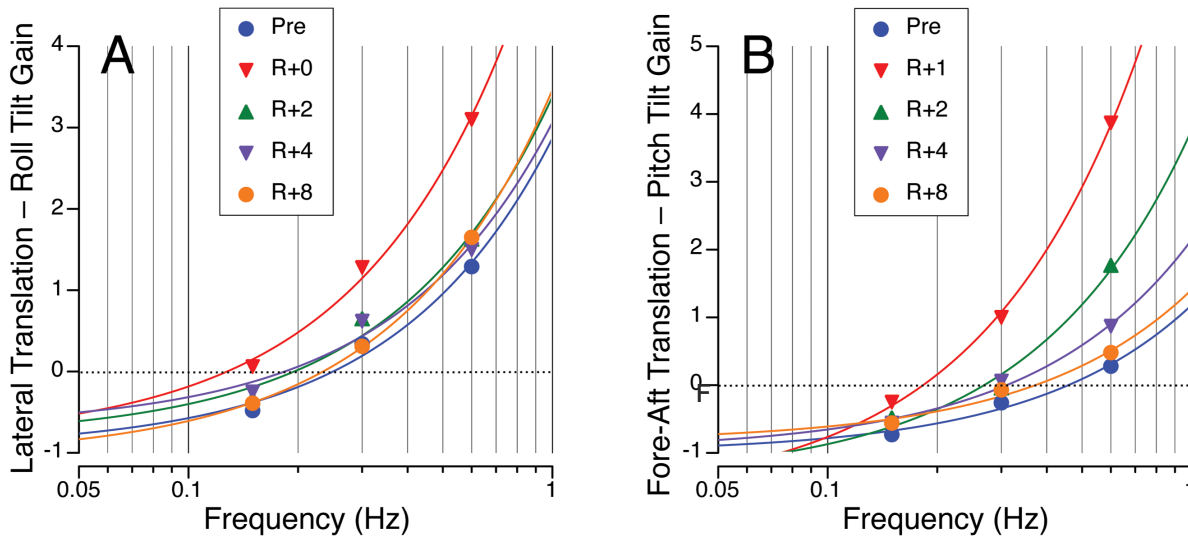 A
Pre
R+0
R+2
R+4
R+8
Lateral Translation – Roll Tilt Gain
4
3
2
1
0
-1
0.05
0.1
1
Frequency (Hz)
B
Pre
R+1
R+2
R+4
R+8
Fore-Aft Translation – Pitch Tilt Gain
5
4
3
2
1
0
-1
0.05
0.1
1
Frequency (Hz)